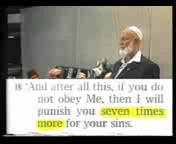 18 "And after all this, if you do
not obey Me, then I will
punish you seven times
more for your sins.